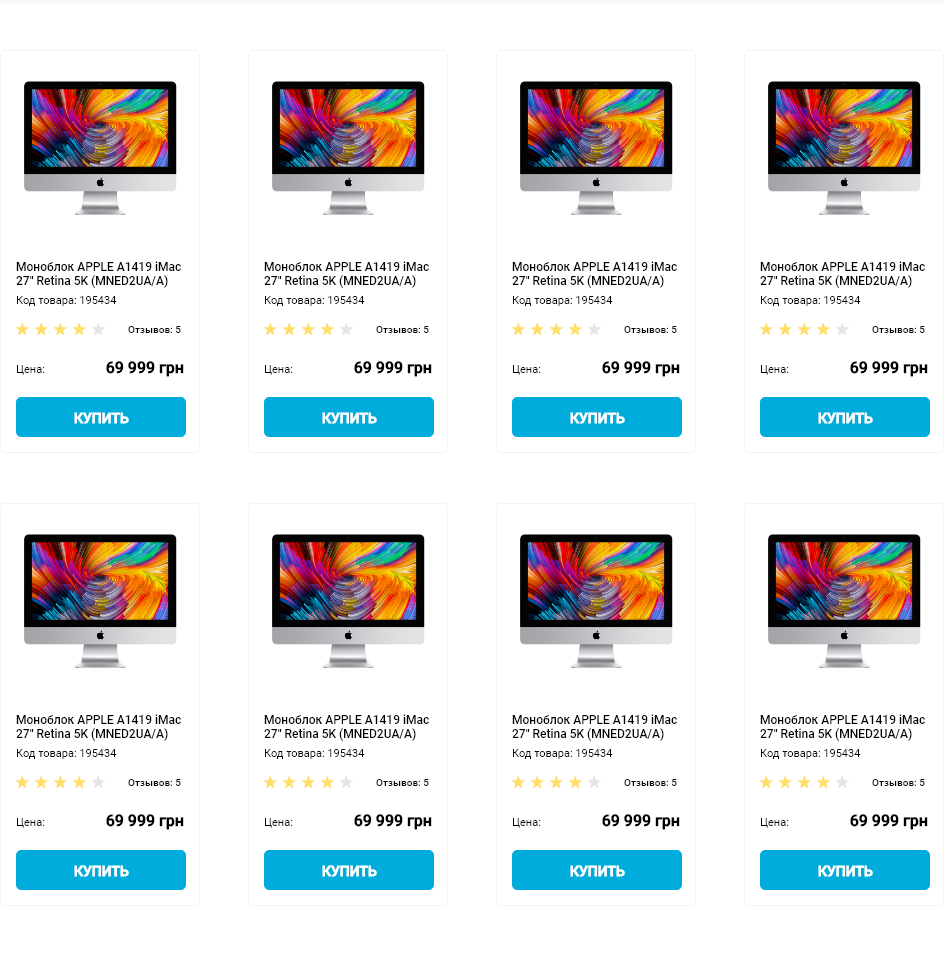 Моноблок APPLE A1419 iMac
27" Retina 5K (MNED2UA/A)
Код товара: 195434
Отзывов: 5
Цена: 69 999 грн
КУПИТЬ
Моноблок APPLE A1419 iMac
27" Retina 5K (MNED2UA/A)
Код товара: 195434
Отзывов: 5
Цена: 69 999 грн
КУПИТЬ
Моноблок APPLE A1419 iMac
27" Retina 5K (MNED2UA/A)
Код товара: 195434
Отзывов: 5
Цена: 69 999 грн
КУПИТЬ
Моноблок APPLE A1419 iMac
27" Retina 5K (MNED2UA/A)
Код товара: 195434
Отзывов: 5
Цена: 69 999 грн
КУПИТЬ
Моноблок APPLE A1419 iMac
27" Retina 5K (MNED2UA/A)
Код товара: 195434
Отзывов: 5
Цена: 69 999 грн
КУПИТЬ
Моноблок APPLE A1419 iMac
27" Retina 5K (MNED2UA/A)
Код товара: 195434
Отзывов: 5
Цена: 69 999 грн
КУПИТЬ
Моноблок APPLE A1419 iMac
27" Retina 5K (MNED2UA/A)
Код товара: 195434
Отзывов: 5
Цена: 69 999 грн
КУПИТЬ
Моноблок APPLE A1419 iMac
27" Retina 5K (MNED2UA/A)
Код товара: 195434
Отзывов: 5
Цена: 69 999 грн
КУПИТЬ